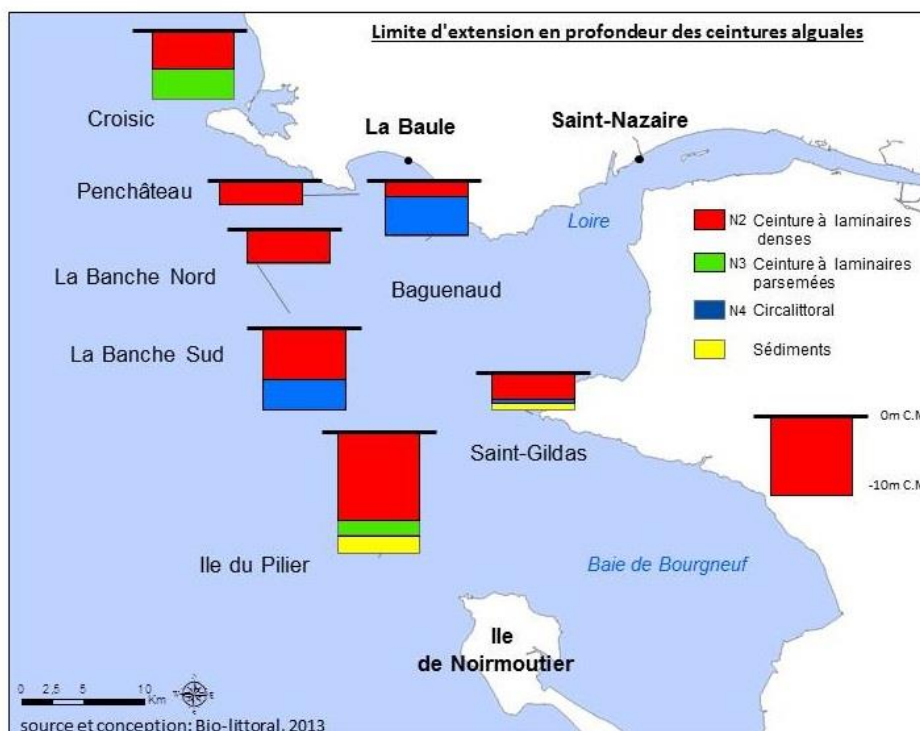 Limite d'extension en profondeur des ceintures alguales
Croisic
La Baule
Saint-Nazaire
Penchâteau
Loire
N2 Ceinture à laminaires
denses
N3 Ceinture à laminaires
parsemées
N4 Circalittoral
Sédiments
La Banche Nord
Baguenaud
La Banche Sud
Saint-Gildas
0m C.M
-10m C.M
Ile du Pilier
Baie de Bourgneuf
Ile
de Noirmoutier
0 2,5 5 10
Km
source et conception: Bio-littoral, 2013